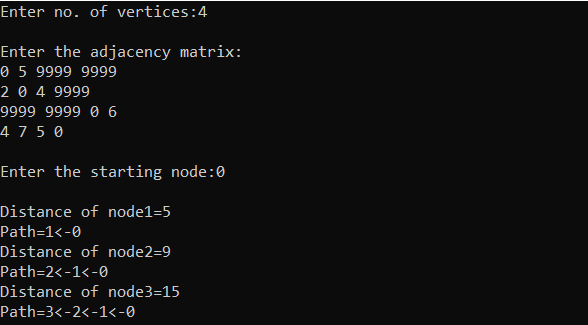 Enter no. of vertices:4
Enter the adjacency matrix:
0 5 9999 9999
2 0 4 9999
9999 9999 0 6
4 7 5 0
Enter the starting node:0
Distance of node1=5
Path=1<-0
Distance of node2=9
Path=2<-1<-0
Distance of node3=15
Path=3<-2<-1<-0